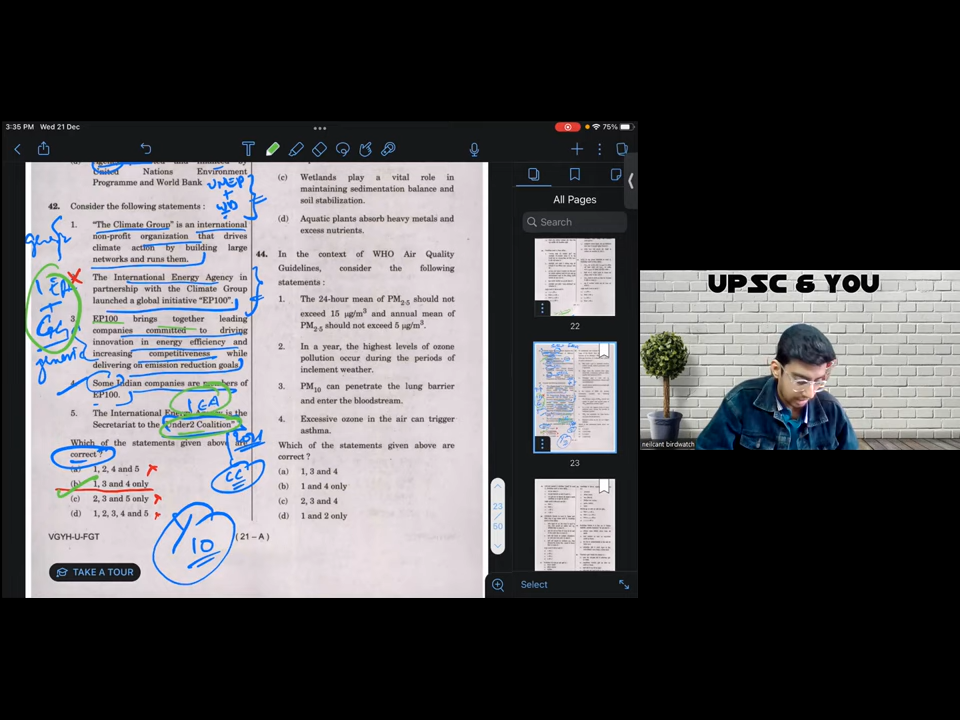 3:35 PM Wed 21 Dec
75%
United Nations Environment
Programme and World Bank
UNEP
+
42. Consider the following statements :
1. "The Climate Group" is an international
non-profit organization that drives
climate action by building large
networks and runs them.
The International Energy Agency in
partnership with the Climate Group
launched a global initiative "EP100".
3. EP100 brings together leading
companies committed to driving
innovation in energy efficiency and
increasing competitiveness while
delivering on emission reduction goals.
Some Indian companies are members of
EP100.
IEA
5. The International Energy Agency is the
Secretariat to the "Under2 Coalition".
Which of the statements given above are
correct ?
(a) 1, 2, 4 and 5
(b) 1, 3 and 4 only
(c) 2, 3 and 5 only
(d) 1, 2, 3, 4 and 5
10
VGYH-U-FGT
( 21 – A )
TAKE A TOUR
(c) Wetlands play a vital role in
maintaining sedimentation balance and
soil stabilization.
(d) Aquatic plants absorb heavy metals and
excess nutrients.
44. In the context of WHO Air Quality
Guidelines, consider the following
statements :
1. The 24-hour mean of PM2.5 should not
exceed 15 µg/m³ and annual mean of
PM2.5 should not exceed 5 µg/m³.
2. In a year, the highest levels of ozone
pollution occur during the periods of
inclement weather.
3. PM10 can penetrate the lung barrier
and enter the bloodstream.
4. Excessive ozone in the air can trigger
asthma.
Which of the statements given above are
correct ?
(a) 1, 3 and 4
(b) 1 and 4 only
(c) 2, 3 and 4
(d) 1 and 2 only
23
/
50
All Pages
Search
22
23
Select
UPSC & YOU
neilcant birdwatch